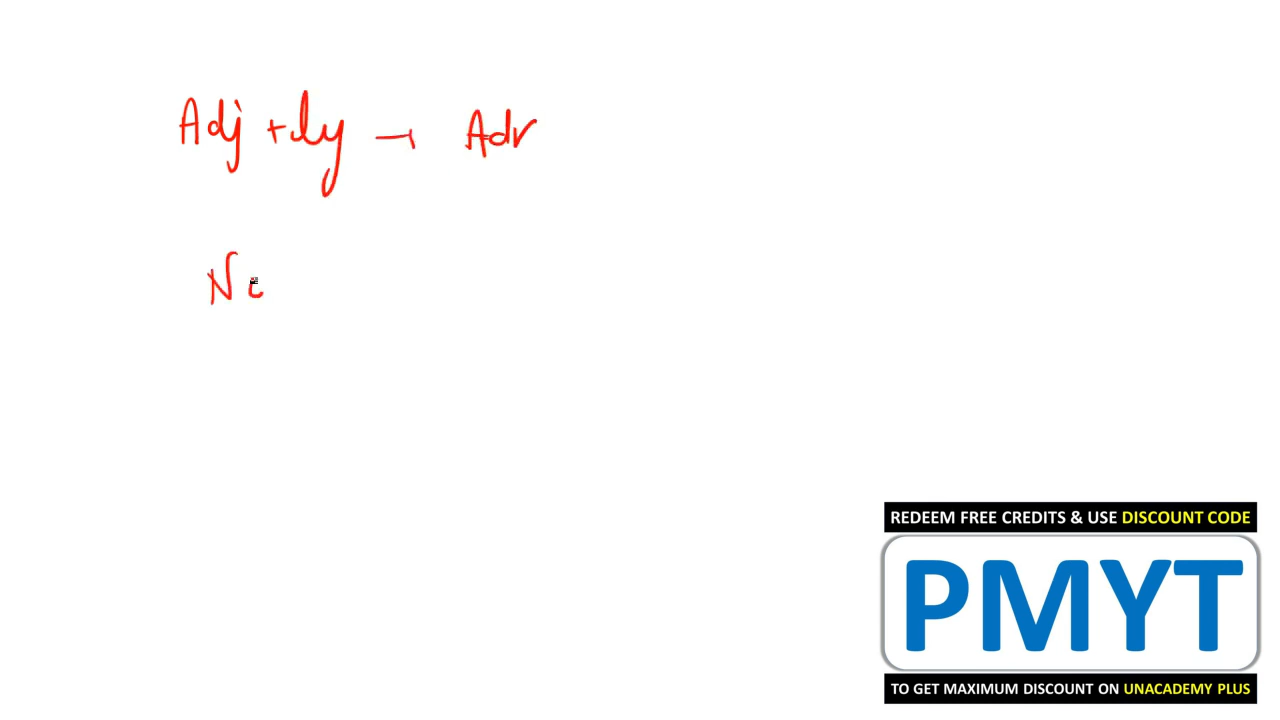 Adj + ly → Adv
REDEEM FREE CREDITS & USE DISCOUNT CODE
PMYT
TO GET MAXIMUM DISCOUNT ON UNACADEMY PLUS